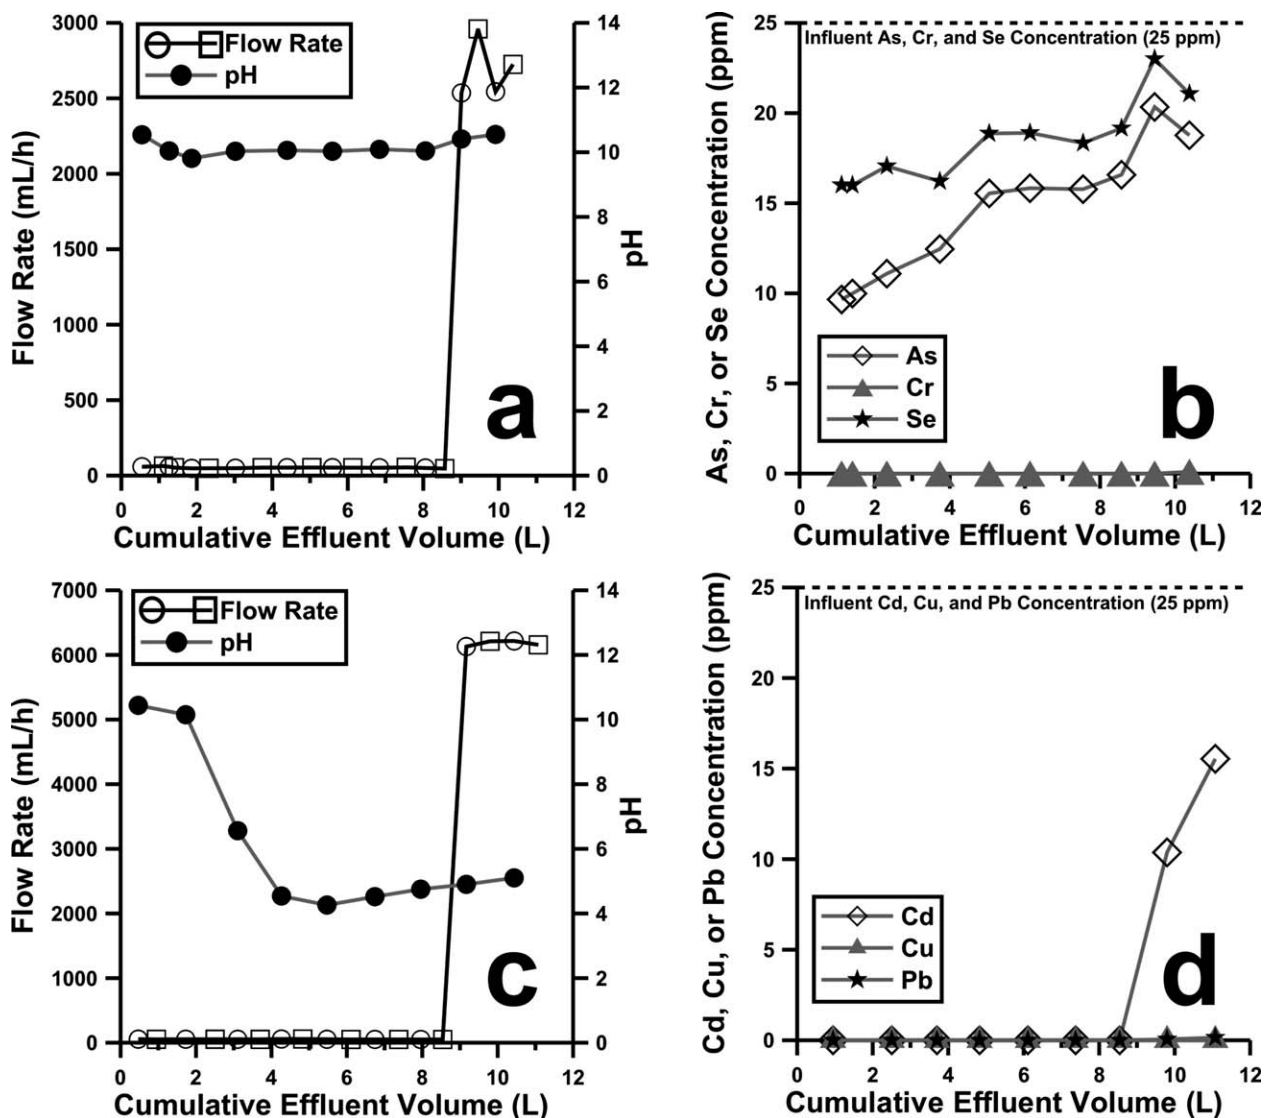 3000
2500
2000
1500
1000
500
0
Flow Rate (mL/h)
Flow Rate
pH
14
12
10
8
6
4
2
0
pH
a
0 2 4 6 8 10 12
Cumulative Effluent Volume (L)
25
20
15
10
5
0
As, Cr, or Se Concentration (ppm)
Influent As, Cr, and Se Concentration (25 ppm)
As
Cr
Se
b
0 2 4 6 8 10 12
Cumulative Effluent Volume (L)
7000
6000
5000
4000
3000
2000
1000
0
Flow Rate (mL/h)
Flow Rate
pH
14
12
10
8
6
4
2
0
pH
c
0 2 4 6 8 10 12
Cumulative Effluent Volume (L)
25
20
15
10
5
0
Cd, Cu, or Pb Concentration (ppm)
Influent Cd, Cu, and Pb Concentration (25 ppm)
Cd
Cu
Pb
d
0 2 4 6 8 10 12
Cumulative Effluent Volume (L)